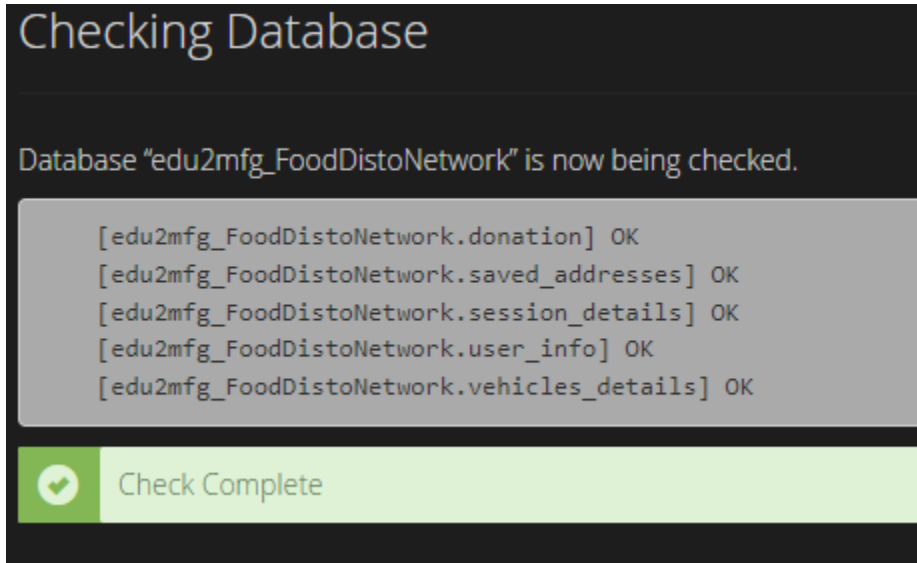 Checking Database
Database “edu2mfg_FoodDistoNetwork” is now being checked.
[edu2mfg_FoodDistoNetwork.donation] OK
[edu2mfg_FoodDistoNetwork.saved_addresses] OK
[edu2mfg_FoodDistoNetwork.session_details] OK
[edu2mfg_FoodDistoNetwork.user_info] OK
[edu2mfg_FoodDistoNetwork.vehicles_details] OK
Check Complete